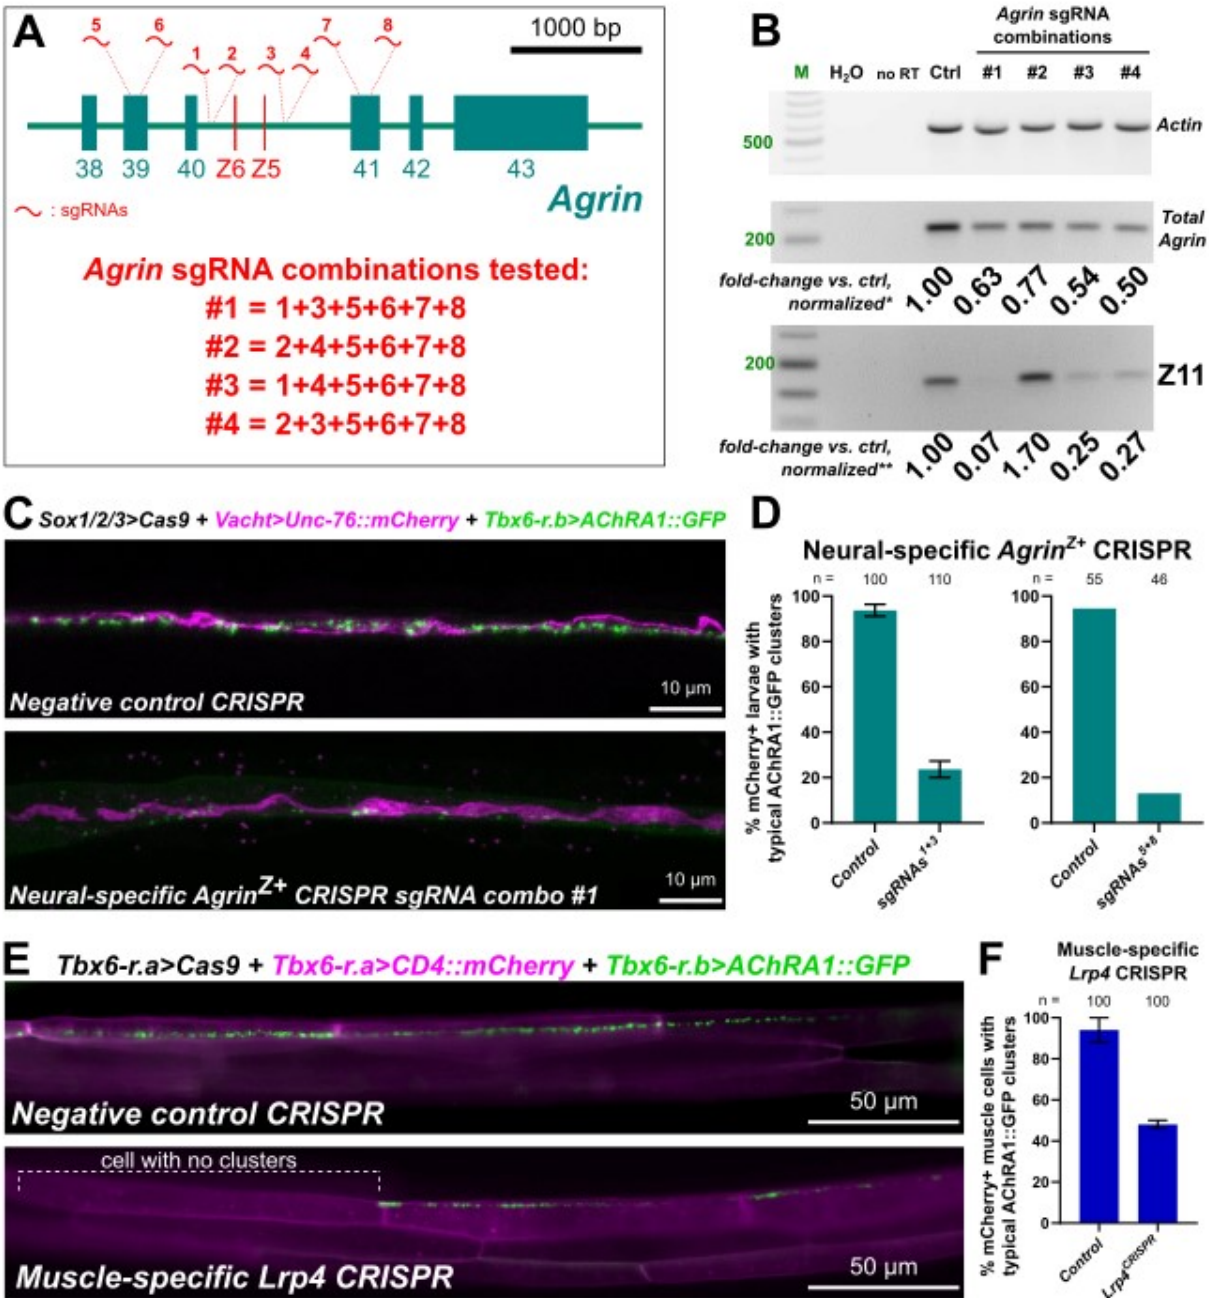 A
1000 bp
5 6 1 2 3 4 7 8
38 39 40 Z6 Z5 41 42 43
: sgRNAs
Agrin
Agrin sgRNA combinations tested:
#1 = 1+3+5+6+7+8
#2 = 2+4+5+6+7+8
#3 = 1+4+5+6+7+8
#4 = 2+3+5+6+7+8
B
Agrin sgRNA
combinations
M H2O no RT Ctrl #1 #2 #3 #4
500
Actin
200
Total
Agrin
fold-change vs. ctrl,
normalized*
1.00 0.63 0.77 0.54 0.50
200
Z11
fold-change vs. ctrl,
normalized**
1.00 0.07 1.70 0.25 0.27
C
Sox1/2/3>Cas9 + Vacht>Unc-76::mCherry + Tbx6-r.b>AChRA1::GFP
10 µm
Negative control CRISPR
10 µm
Neural-specific AgrinZ+ CRISPR sgRNA combo #1
D
Neural-specific AgrinZ+ CRISPR
n = 100 110
% mCherry+ larvae with
typical AChRA1::GFP clusters
100
80
60
40
20
0
Control
sgRNAs1+3
n = 55 46
100
80
60
40
20
0
Control
sgRNAs5+8
E
Tbx6-r.a>Cas9 + Tbx6-r.a>CD4::mCherry + Tbx6-r.b>AChRA1::GFP
50 µm
Negative control CRISPR
cell with no clusters
50 µm
Muscle-specific Lrp4 CRISPR
F
Muscle-specific
Lrp4 CRISPR
n = 100 100
% mCherry+ muscle cells with
typical AChRA1::GFP clusters
100
80
60
40
20
0
Control
Lrp4CRISPR